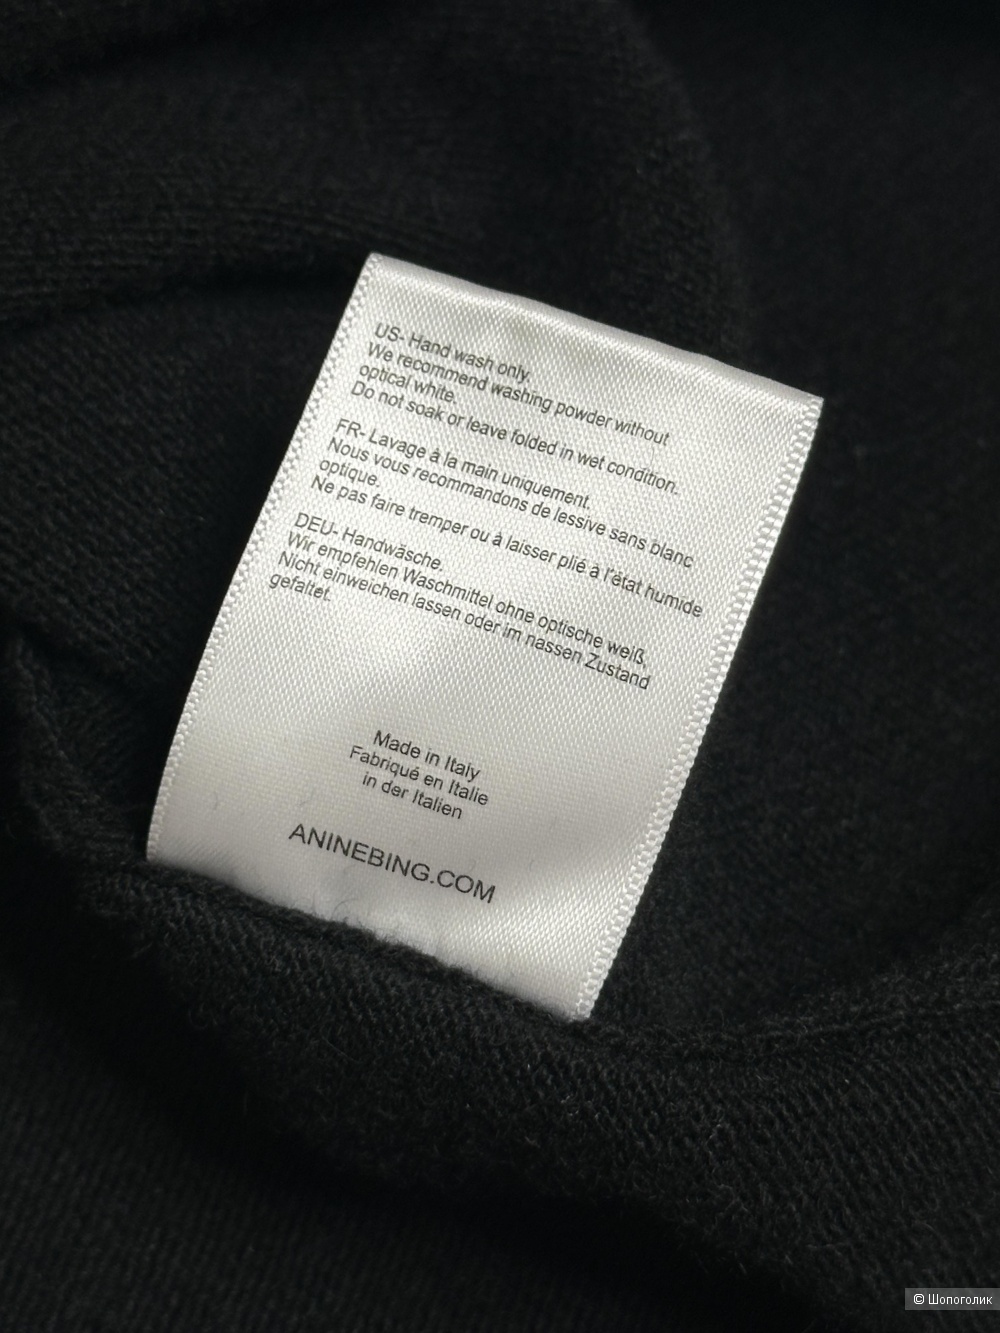 US- Hand wash only.
We recommend washing powder without
optical white.
Do not soak or leave folded in wet condition.
FR- Lavage à la main uniquement.
Nous vous recommandons de lessive sans blanc
optique.
Ne pas faire tremper ou à laisser plié à l'état humide
DEU- Handwäsche.
Wir empfehlen Waschmittel ohne optische weiß,
Nicht einweichen lassen oder im nassen Zustand
gefaltet.
Made in Italy
Fabriqué en Italie
in der Italien
ANINEBING.COM
© Шопоголик